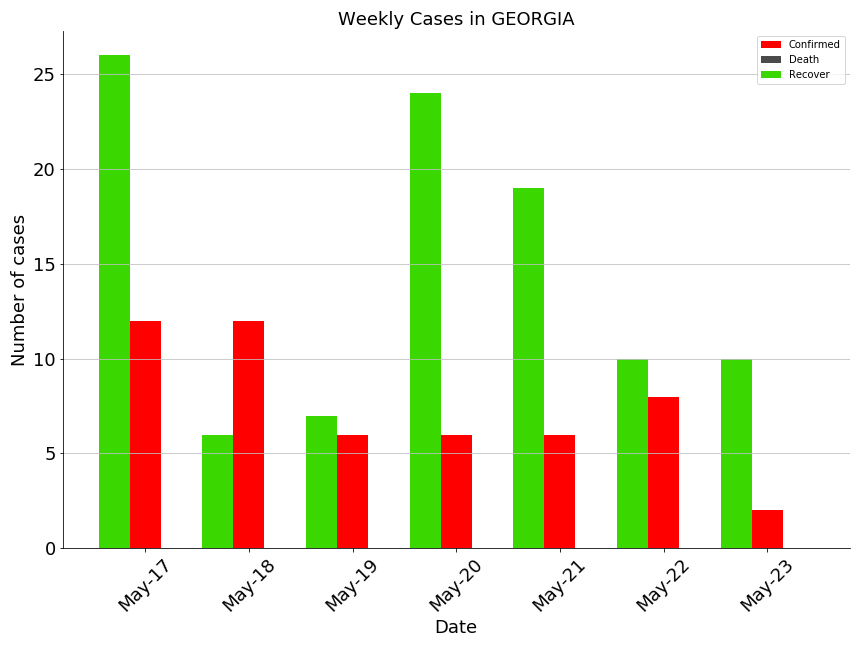 Weekly Cases in GEORGIA
Confirmed
Death
Recover
Number of cases
25
20
15
10
5
0
May-17
May-18
May-19
May-20
May-21
May-22
May-23
Date